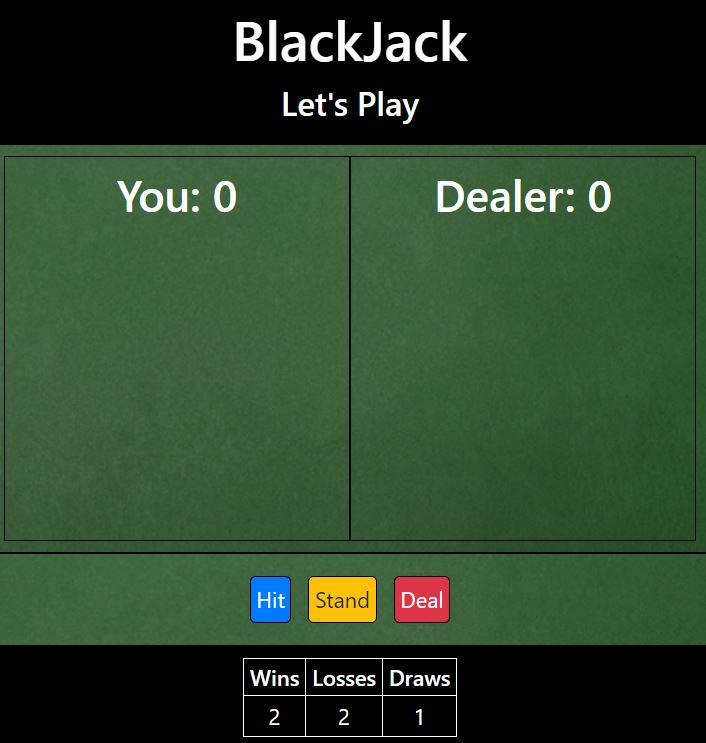 BlackJack
Let's Play
You: 0
Dealer: 0
Hit Stand Deal
Wins Losses Draws
2 2 1